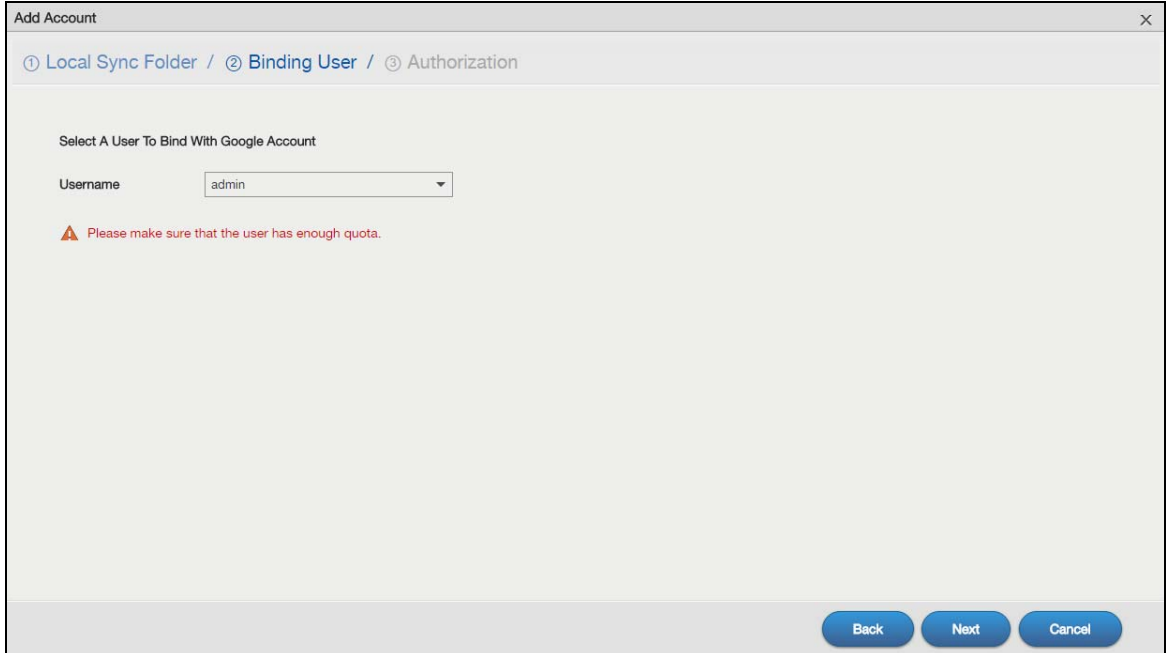 Add Account
① Local Sync Folder / ② Binding User / ③ Authorization
Select A User To Bind With Google Account
Username admin
Please make sure that the user has enough quota.
Back Next Cancel